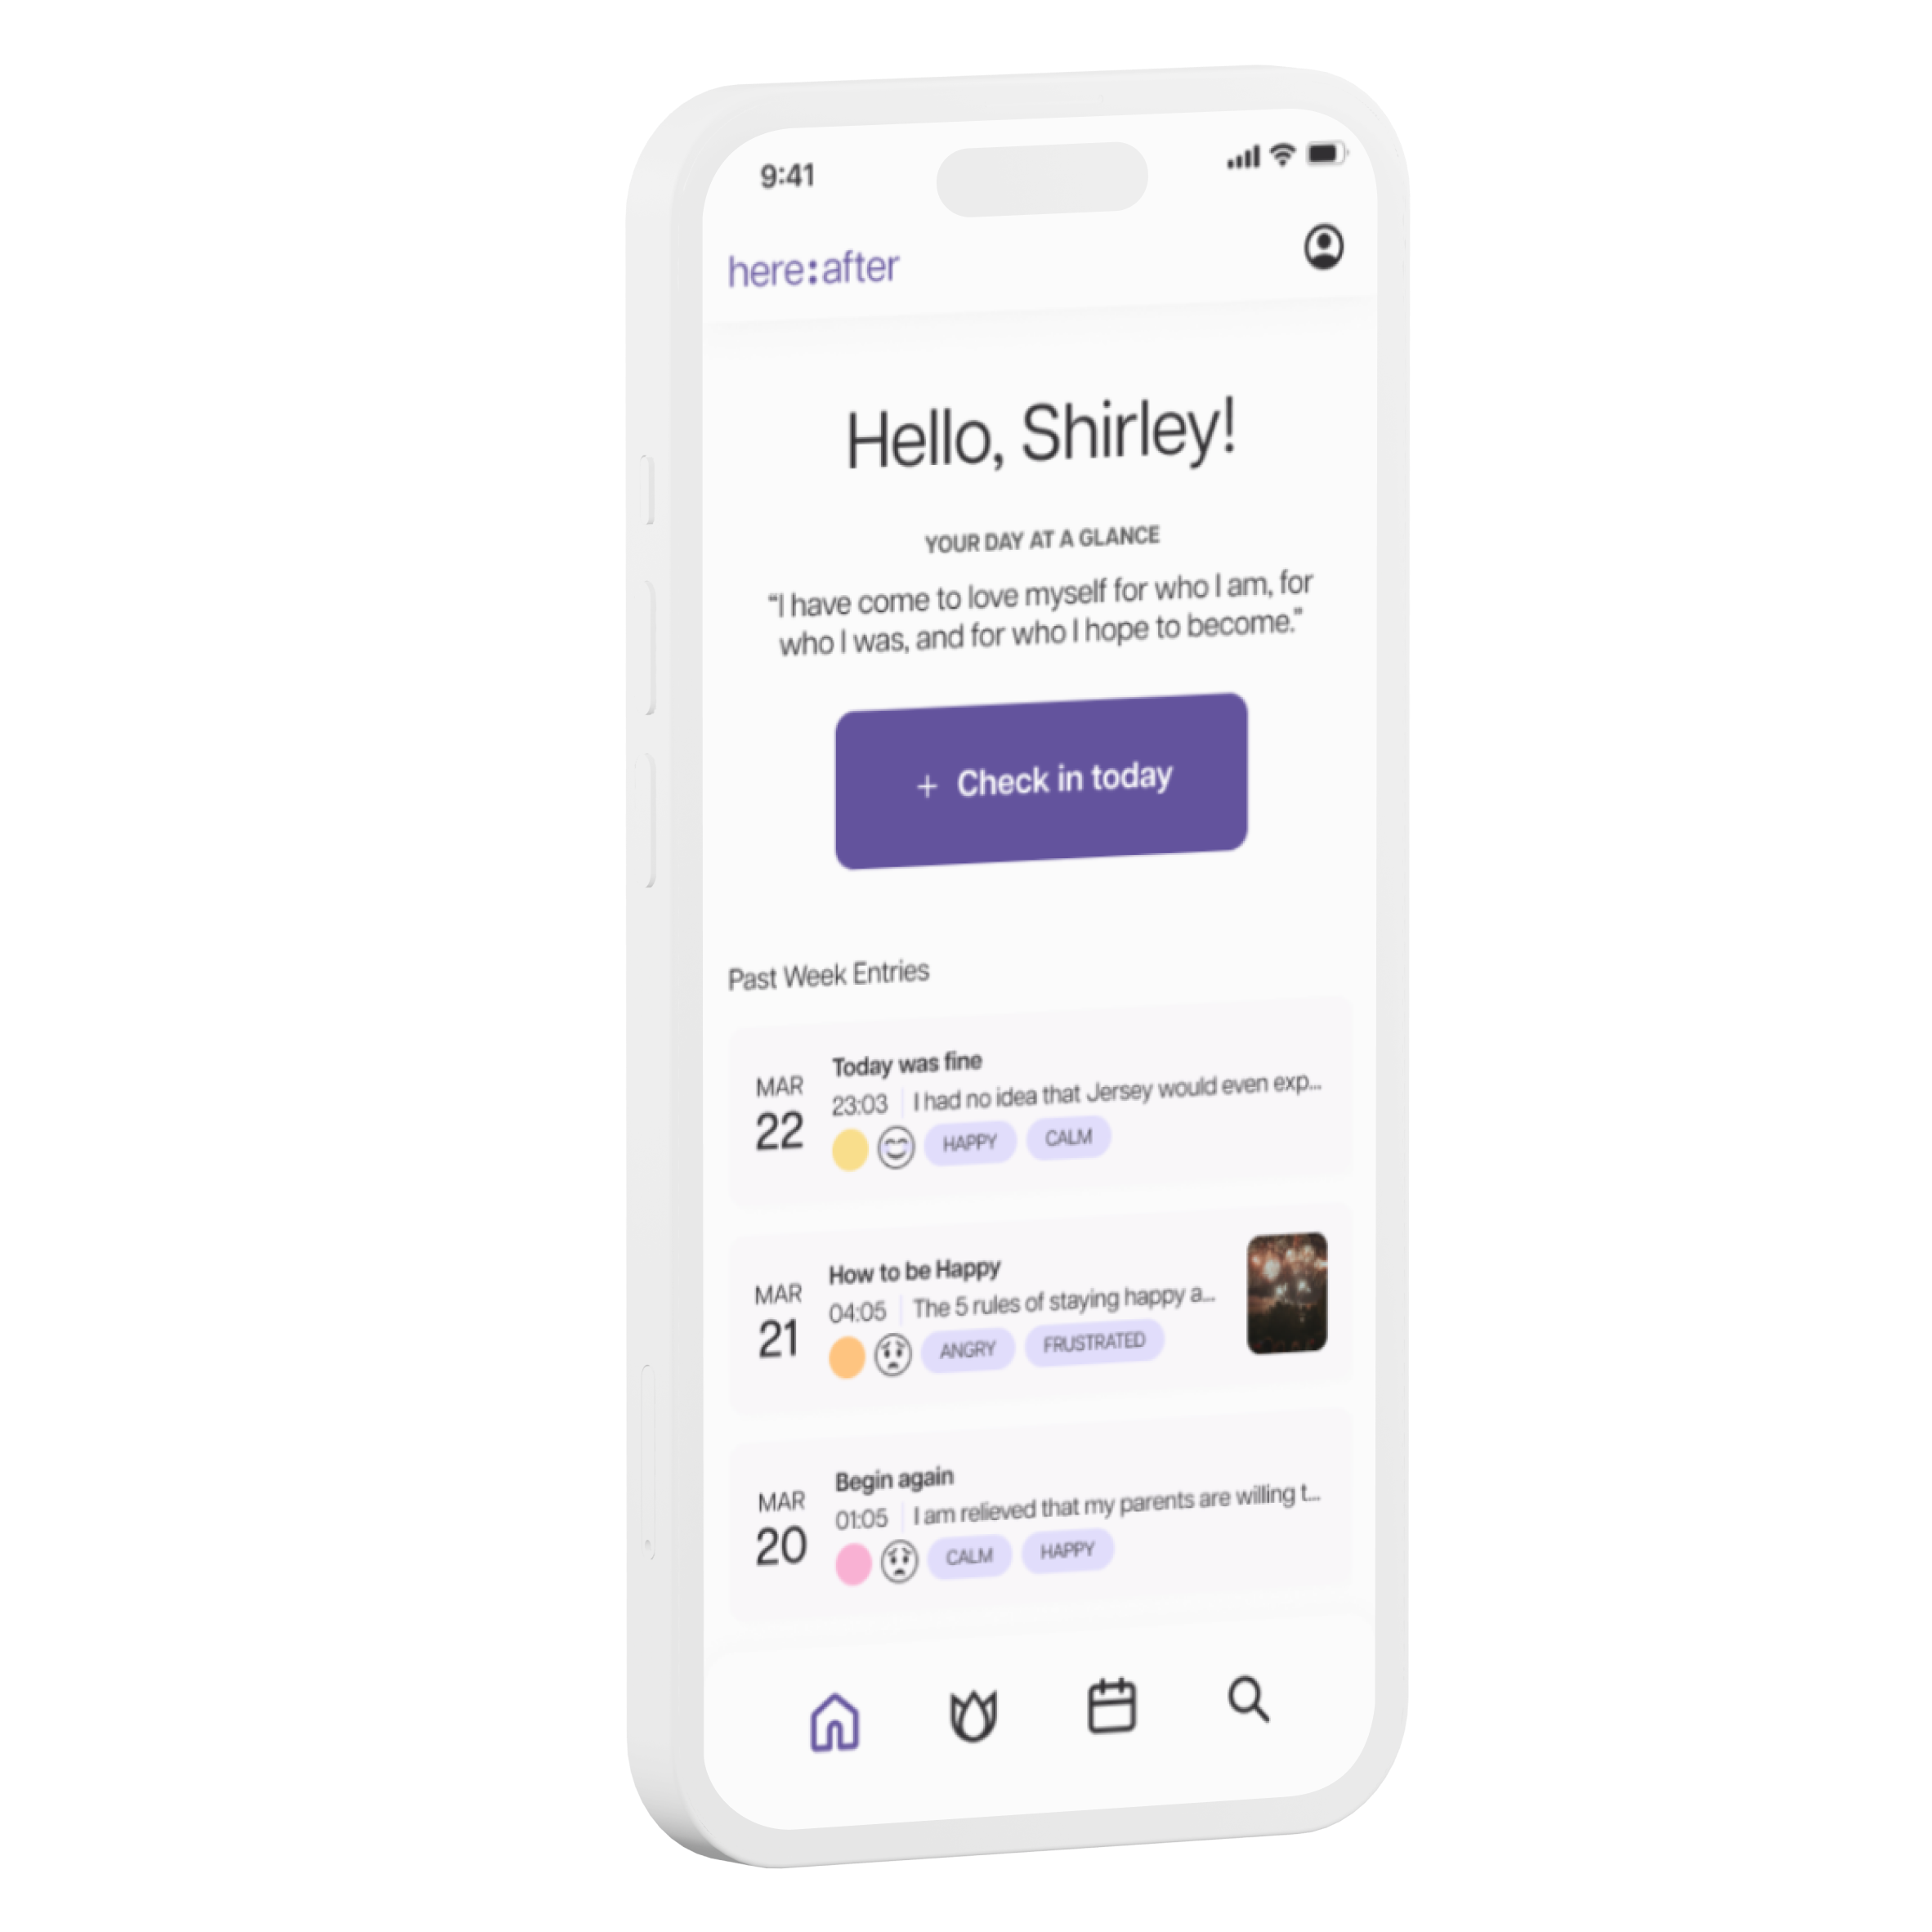 9:41
here:after
Hello, Shirley!
YOUR DAY AT A GLANCE
“I have come to love myself for who I am, for
who I was, and for who I hope to become.”
+ Check in today
Past Week Entries
MAR
22
Today was fine
23:03 I had no idea that Jersey would even exp...
HAPPY CALM
MAR
21
How to be Happy
04:05 The 5 rules of staying happy a...
ANGRY FRUSTRATED
MAR
20
Begin again
01:05 I am relieved that my parents are willing t...
CALM HAPPY